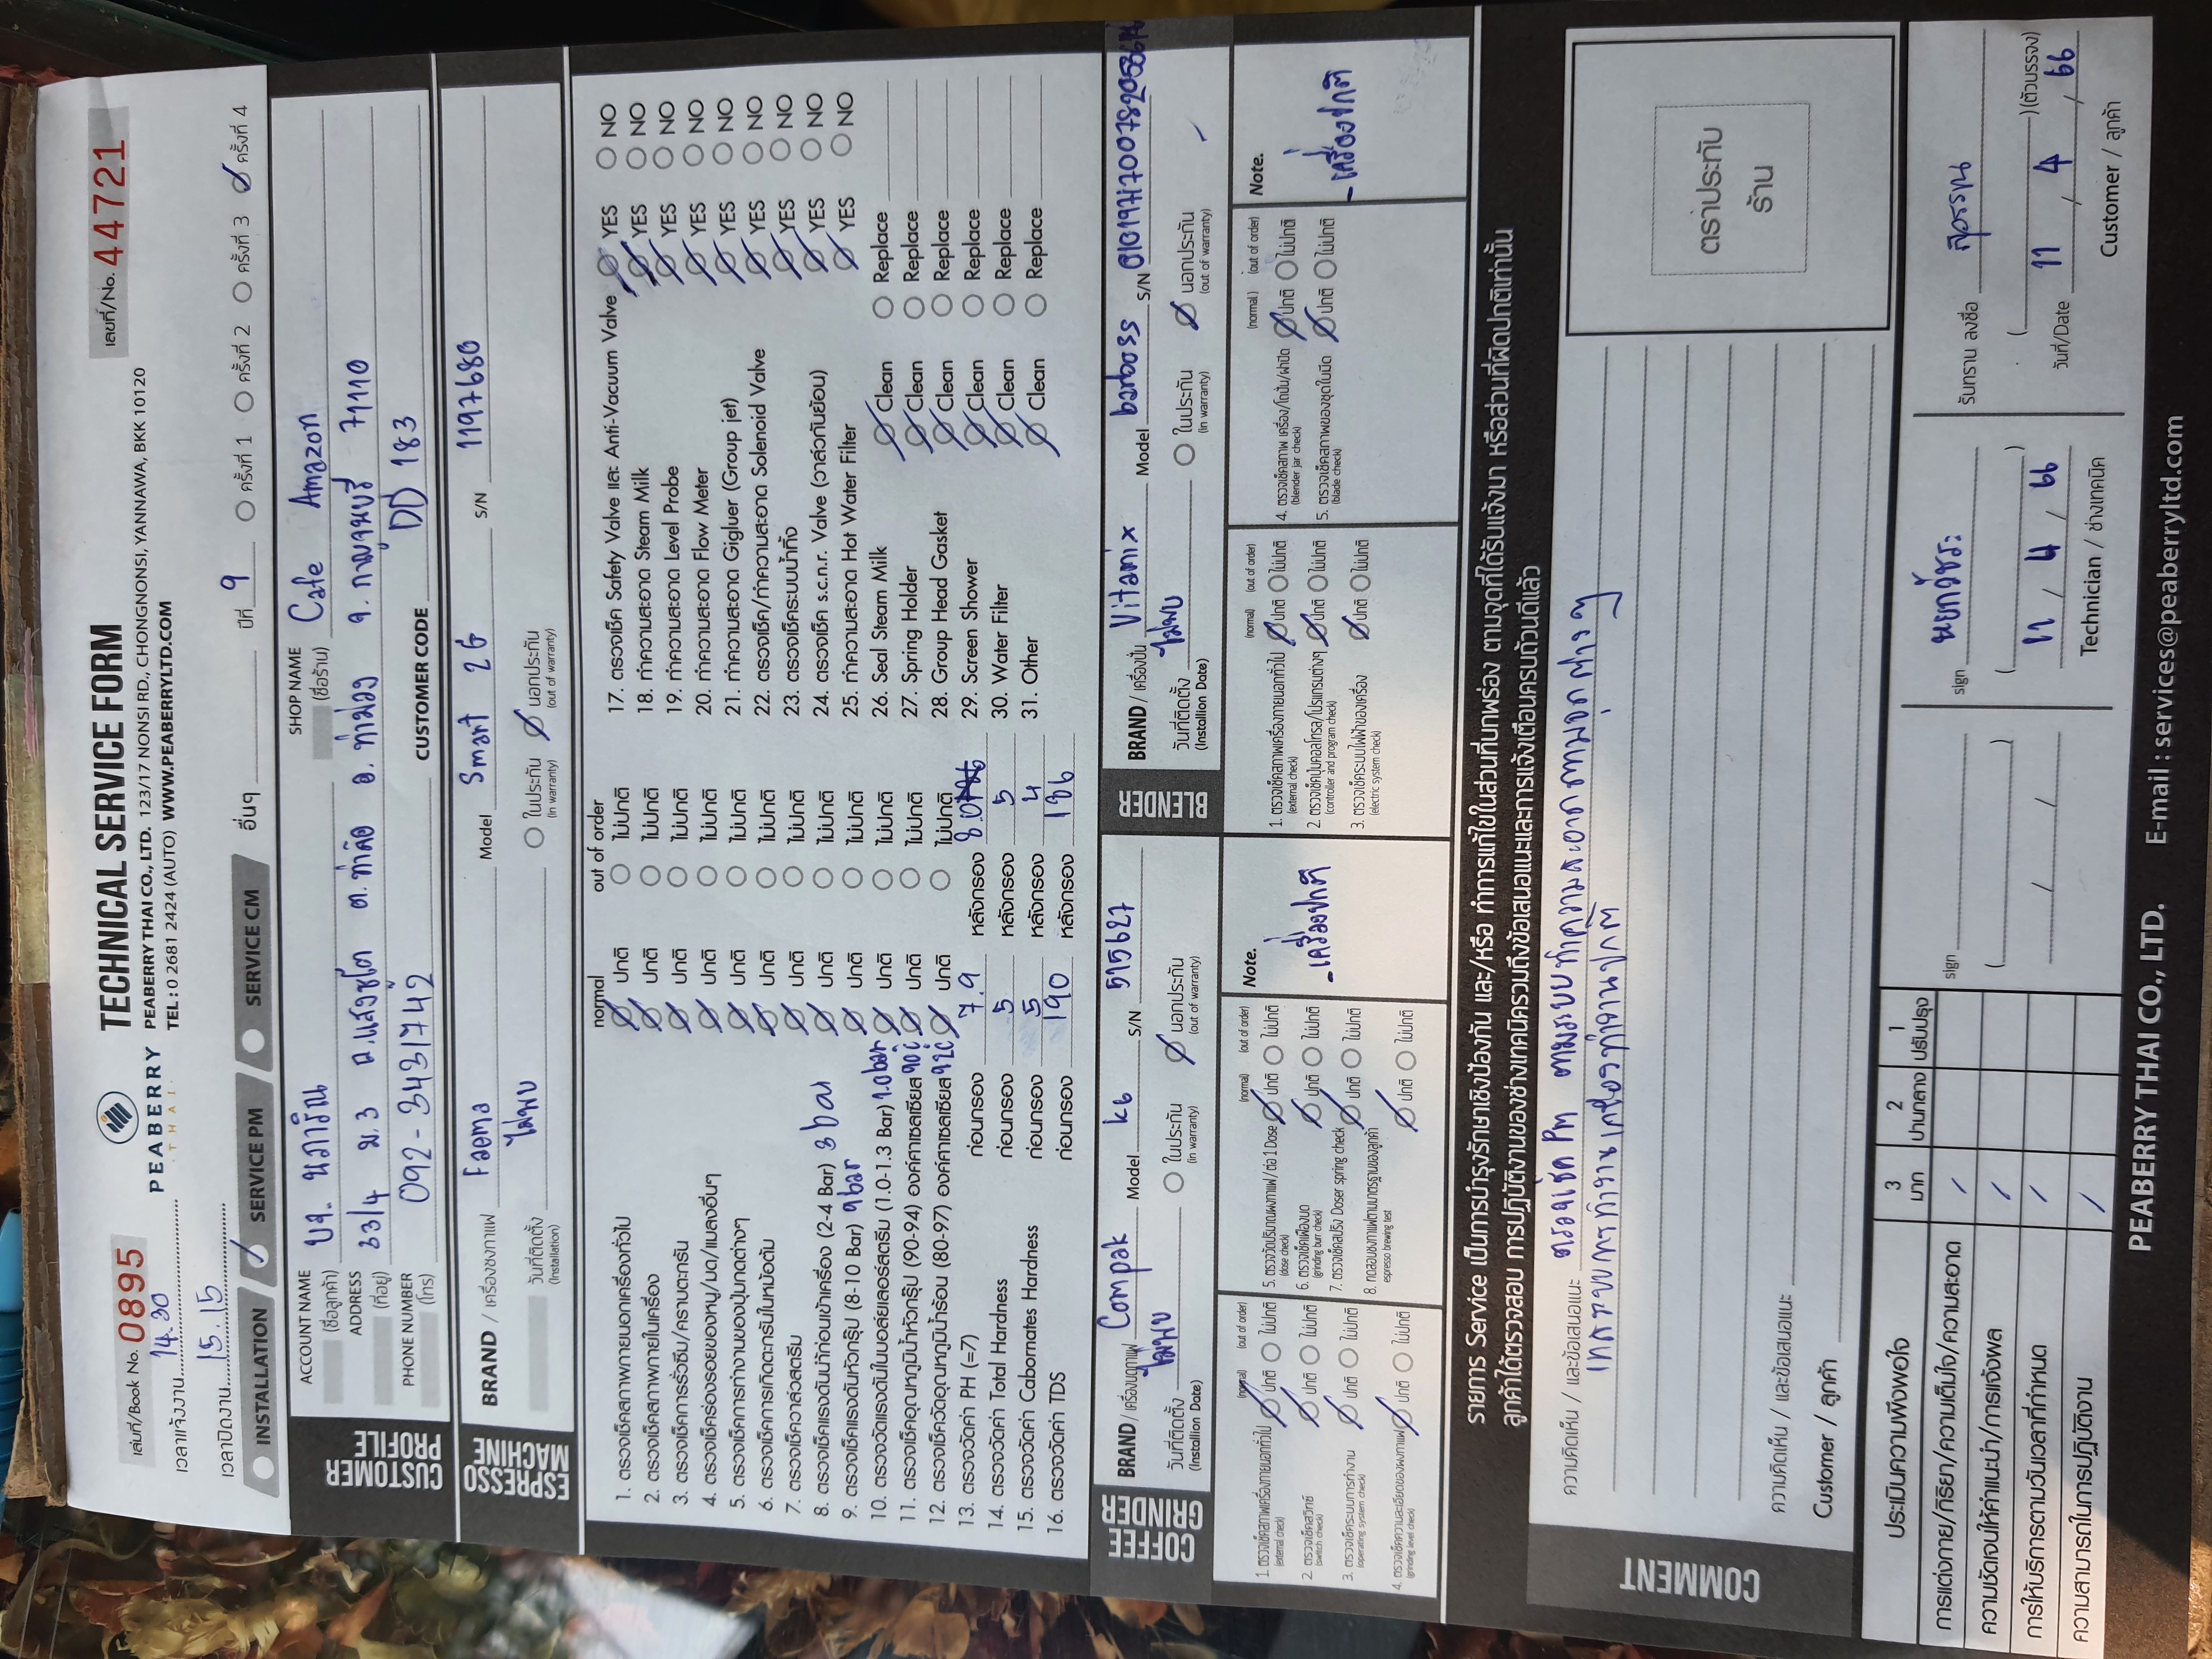 เล่มที่/Book No. 0895
PEABERRY
THAI
TECHNICAL SERVICE FORM
เลขที่/No. 44721
PEABERRY THAI CO., LTD. 123/17 NONSI RD., CHONGNONSI, YANNAWA, BKK 10120
TEL : 0 2681 2424 (AUTO) WWW.PEABERRYLTD.COM
เวลาแจ้งงาน 14.30
เวลาปิดงาน 15.15
INSTALLATION SERVICE PM SERVICE CM อื่นๆ ปีที่ 9 ครั้งที่ 1 ครั้งที่ 2 ครั้งที่ 3 ครั้งที่ 4
CUSTOMER PROFILE
ACCOUNT NAME (ชื่อลูกค้า) บจ. นภาริณ SHOP NAME (ชื่อร้าน) Cafe Amazon
ADDRESS (ที่อยู่) 33/4 ม.3 ถ.แสงชูโต ต.ท่าล้อ อ.ท่าม่วง จ.กาญจนบุรี 71110
PHONE NUMBER (โทร) 092-3431742 CUSTOMER CODE DD 183
ESPRESSO MACHINE
BRAND / เครื่องชงกาแฟ Faema Model Smart 2G S/N 1197680
วันที่ติดตั้ง (Installation) ไม่พบ ในประกัน (in warranty) นอกประกัน (out of warranty)
normal out of order
1. ตรวจเช็คสภาพภายนอกเครื่องทั่วไป ปกติ ไม่ปกติ
2. ตรวจเช็คสภาพภายในเครื่อง ปกติ ไม่ปกติ
3. ตรวจเช็คการรั่วซึม/คราบตะกรัน ปกติ ไม่ปกติ
4. ตรวจเช็คร่องรอยของหนู/มด/แมลงอื่นๆ ปกติ ไม่ปกติ
5. ตรวจเช็คการทำงานของปุ่มกดต่างๆ ปกติ ไม่ปกติ
6. ตรวจเช็คการเกิดตะกรันในหม้อต้ม ปกติ ไม่ปกติ
7. ตรวจเช็ควาล์วสตรีม ปกติ ไม่ปกติ
8. ตรวจเช็คแรงดันน้ำก่อนเข้าเครื่อง (2-4 Bar) 3 bar ปกติ ไม่ปกติ
9. ตรวจเช็คแรงดันหัวกรุ๊ป (8-10 Bar) 9 bar ปกติ ไม่ปกติ
10. ตรวจวัดแรงดันในบอล์ยเลอร์สตรีม (1.0-1.3 Bar) 1.0 bar ปกติ ไม่ปกติ
11. ตรวจเช็คอุณหภูมิน้ำหัวกรุ๊ป (90-94) องศ์ศาเซลเซียส 90 c ปกติ ไม่ปกติ
12. ตรวจเช็ควัดอุณหภูมิน้ำร้อน (80-97) องศ์ศาเซลเซียส 92 c ปกติ ไม่ปกติ
13. ตรวจวัดค่า PH (=7) ก่อนกรอง 7.9 หลังกรอง 8.0
14. ตรวจวัดค่า Total Hardness ก่อนกรอง 5 หลังกรอง 5
15. ตรวจวัดค่า Cabornates Hardness ก่อนกรอง 5 หลังกรอง 4
16. ตรวจวัดค่า TDS ก่อนกรอง 190 หลังกรอง 186
17. ตรวจเช็ค Safety Valve และ Anti-Vacuum Valve YES NO
18. ทำความสะอาด Steam Milk YES NO
19. ทำความสะอาด Level Probe YES NO
20. ทำความสะอาด Flow Meter YES NO
21. ทำความสะอาด Gigluer (Group jet) YES NO
22. ตรวจเช็ค/ทำความสะอาด Solenoid Valve YES NO
23. ตรวจเช็คระบบน้ำทิ้ง YES NO
24. ตรวจเช็ค s.c.n.r. Valve (วาล์วกันย้อน) YES NO
25. ทำความสะอาด Hot Water Filter YES NO
26. Seal Steam Milk Clean Replace
27. Spring Holder Clean Replace
28. Group Head Gasket Clean Replace
29. Screen Shower Clean Replace
30. Water Filter Clean Replace
31. Other Clean Replace
COFFEE GRINDER
BRAND / เครื่องบดกาแฟ Compak Model k6 S/N 515627
วันที่ติดตั้ง (Installion Date) ไม่พบ ในประกัน (in warranty) นอกประกัน (out of warranty)
BLENDER
BRAND / เครื่องปั่น Vitamix Model barboss S/N
วันที่ติดตั้ง (Installion Date) ไม่พบ ในประกัน (in warranty) นอกประกัน (out of warranty)
(normal) (out of order)
1. ตรวจเช็คสภาพเครื่องภายนอกทั่วไป (external check) ปกติ ไม่ปกติ
2. ตรวจเช็คสวิทช์ (switch check) ปกติ ไม่ปกติ
3. ตรวจเช็คระบบการทำงาน (operating system check) ปกติ ไม่ปกติ
4. ตรวจเช็คความละเอียดของผงกาแฟ (grinding level check) ปกติ ไม่ปกติ
(normal) (out of order)
5. ตรวจวัดปริมาณผงกาแฟ/ต่อ 1 Dose (dose check) ปกติ ไม่ปกติ
6. ตรวจเช็คเฟืองบด (grinding burr check) ปกติ ไม่ปกติ
7. ตรวจเช็คสปริง Doser spring check ปกติ ไม่ปกติ
8. ทดสอบชงกาแฟตามมาตรฐานของลูกค้า espresso brewing test ปกติ ไม่ปกติ
Note.
- เครื่องปกติ
(normal) (out of order)
1. ตรวจเช็คสภาพเครื่องภายนอกทั่วไป (external check) ปกติ ไม่ปกติ
2. ตรวจเช็คปุ่มคอลโทรล/โปรแกรมต่างๆ (controller and program check) ปกติ ไม่ปกติ
3. ตรวจเช็คระบบไฟฟ้าของเครื่อง (electric system check) ปกติ ไม่ปกติ
(normal) (out of order)
4. ตรวจเช็คสภาพ เครื่อง/โถปั่น/ฝาปิด (blender jar check) ปกติ ไม่ปกติ
5. ตรวจเช็คสภาพของชุดใบมีด (blade check) ปกติ ไม่ปกติ
Note.
- เครื่องปกติ
รายการ Service เป็นการบำรุงรักษาเชิงป้องกัน และ/หรือ ทำการแก้ไขในส่วนที่บกพร่อง ตามจุดที่ได้รับแจ้งมา หรือส่วนที่ผิดปกติเท่านั้น
ลูกค้าได้ตรวจสอบ การปฏิบัติงานของช่างเทคนิครวมถึงข้อเสนอแนะและการแจ้งเตือนครบถ้วนดีแล้ว
COMMENT
ความคิดเห็น / และข้อเสนอแนะ ตรวจเช็ค Pm ตามระบบทำความสะอาดตามจุดต่างๆ
เทสระบบการทำงานเครื่องทำงานปกติ
ความคิดเห็น / และข้อเสนอแนะ
Customer / ลูกค้า
ตราประทับ
ร้าน
ประเมินความพึงพอใจ 3 มาก 2 ปานกลาง 1 ปรับปรุง
การแต่งกาย/กิริยา/ความเต็มใจ/ความสะอาด /
ความชัดเจนให้คำแนะนำ/การแจ้งผล /
การให้บริการตามวันเวลาที่กำหนด /
ความสามารถในการปฏิบัติงาน /
sign
( )
/ /
sign หยกวัชระ
( )
11 / 4 / 66
Technician / ช่างเทคนิค
รับทราบ ลงชื่อ
( ) (ตัวบรรจง)
วันที่/Date 11 / 4 / 66
Customer / ลูกค้า
PEABERRY THAI CO., LTD. E-mail : services@peaberryltd.com